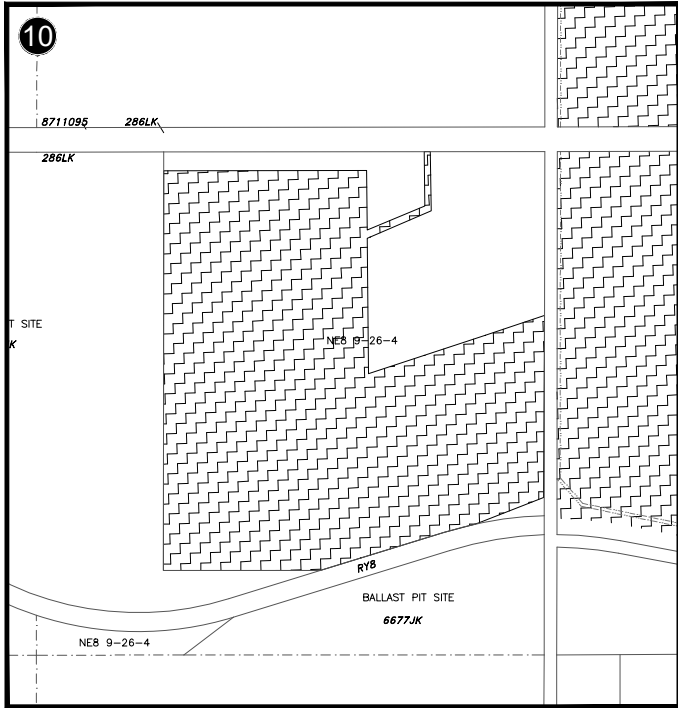 10
8711095 286LK
286LK
T SITE
K
NE8 9-26-4
RY8
BALLAST PIT SITE
6677JK
NE8 9-26-4